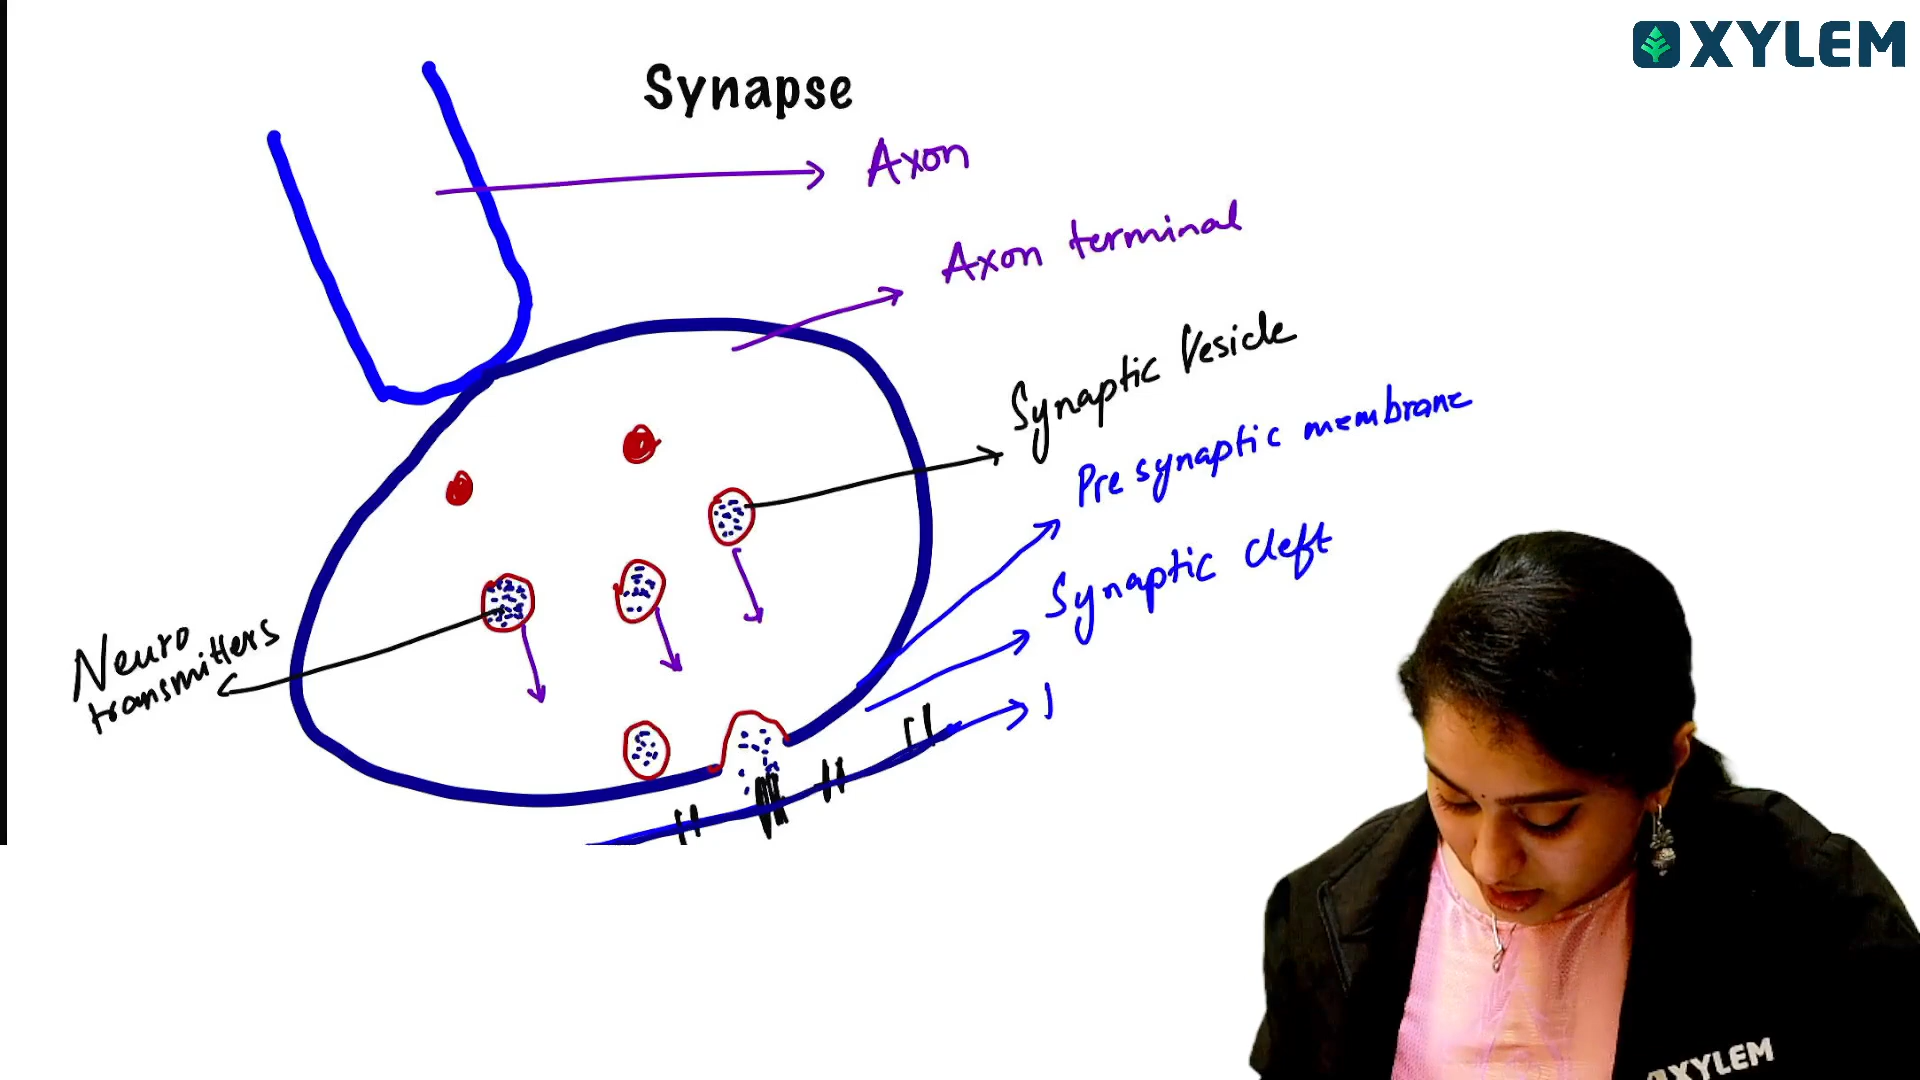 XYLEM
Synapse
Axon
Axon terminal
Synaptic Vesicle
Pre synaptic membrane
Synaptic cleft
Neuro
transmitters
XYLEM